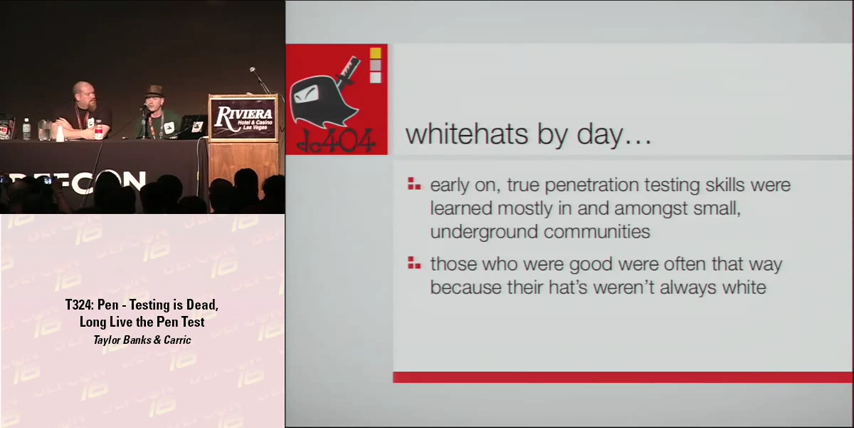 RIVIERA
Hotel & Casino
Las Vegas
DEFCON
T324: Pen - Testing is Dead,
Long Live the Pen Test
Taylor Banks & Carric
dc404
whitehats by day...
early on, true penetration testing skills were
learned mostly in and amongst small,
underground communities
those who were good were often that way
because their hat's weren't always white